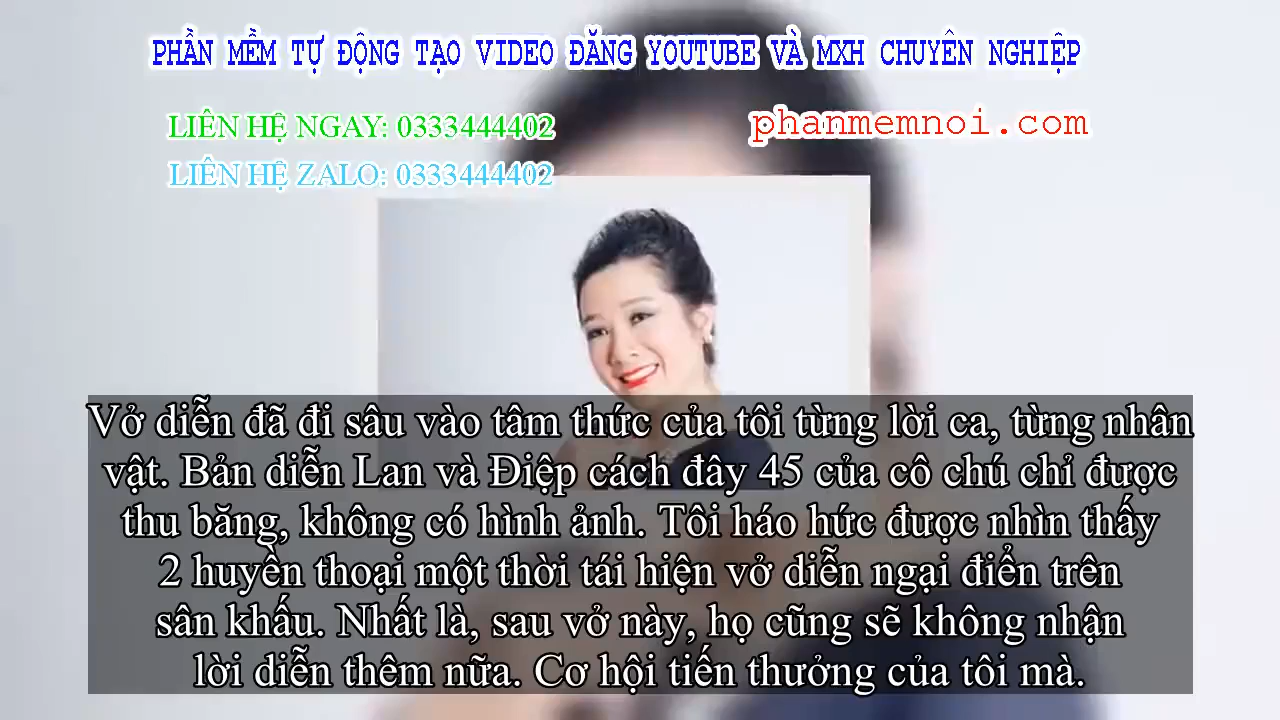 PHẦN MỀM TỰ ĐỘNG TẠO VIDEO ĐĂNG YOUTUBE VÀ MXH CHUYÊN NGHIỆP
LIÊN HỆ NGAY: 0333444402
phanmemnoi.com
LIÊN HỆ ZALO: 0333444402
Vở diễn đã đi sâu vào tâm thức của tôi từng lời ca, từng nhân
vật. Bản diễn Lan và Điệp cách đây 45 của cô chú chỉ được
thu băng, không có hình ảnh. Tôi háo hức được nhìn thấy
2 huyền thoại một thời tái hiện vở diễn ngại điển trên
sân khấu. Nhất là, sau vở này, họ cũng sẽ không nhận
lời diễn thêm nữa. Cơ hội tiến thưởng của tôi mà.